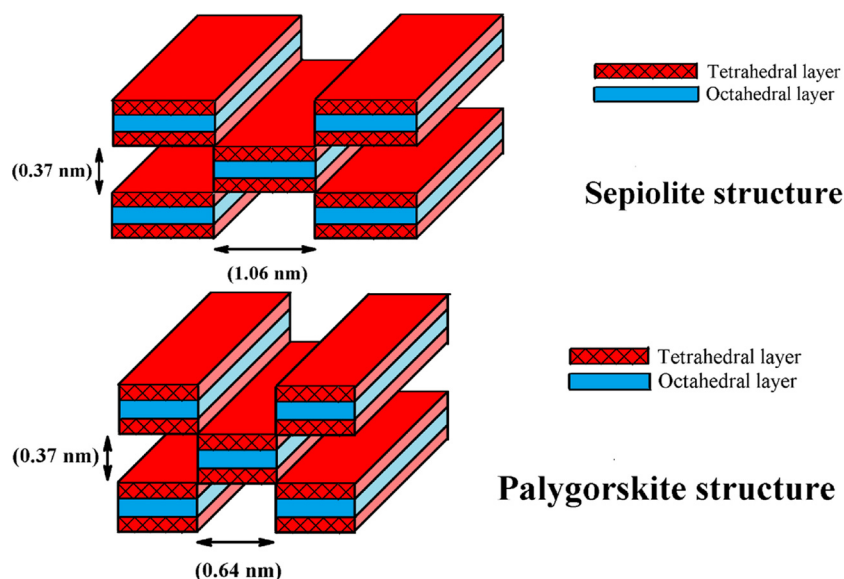 Tetrahedral layer
Octahedral layer
(0.37 nm)
Sepiolite structure
(1.06 nm)
Tetrahedral layer
Octahedral layer
(0.37 nm)
Palygorskite structure
(0.64 nm)